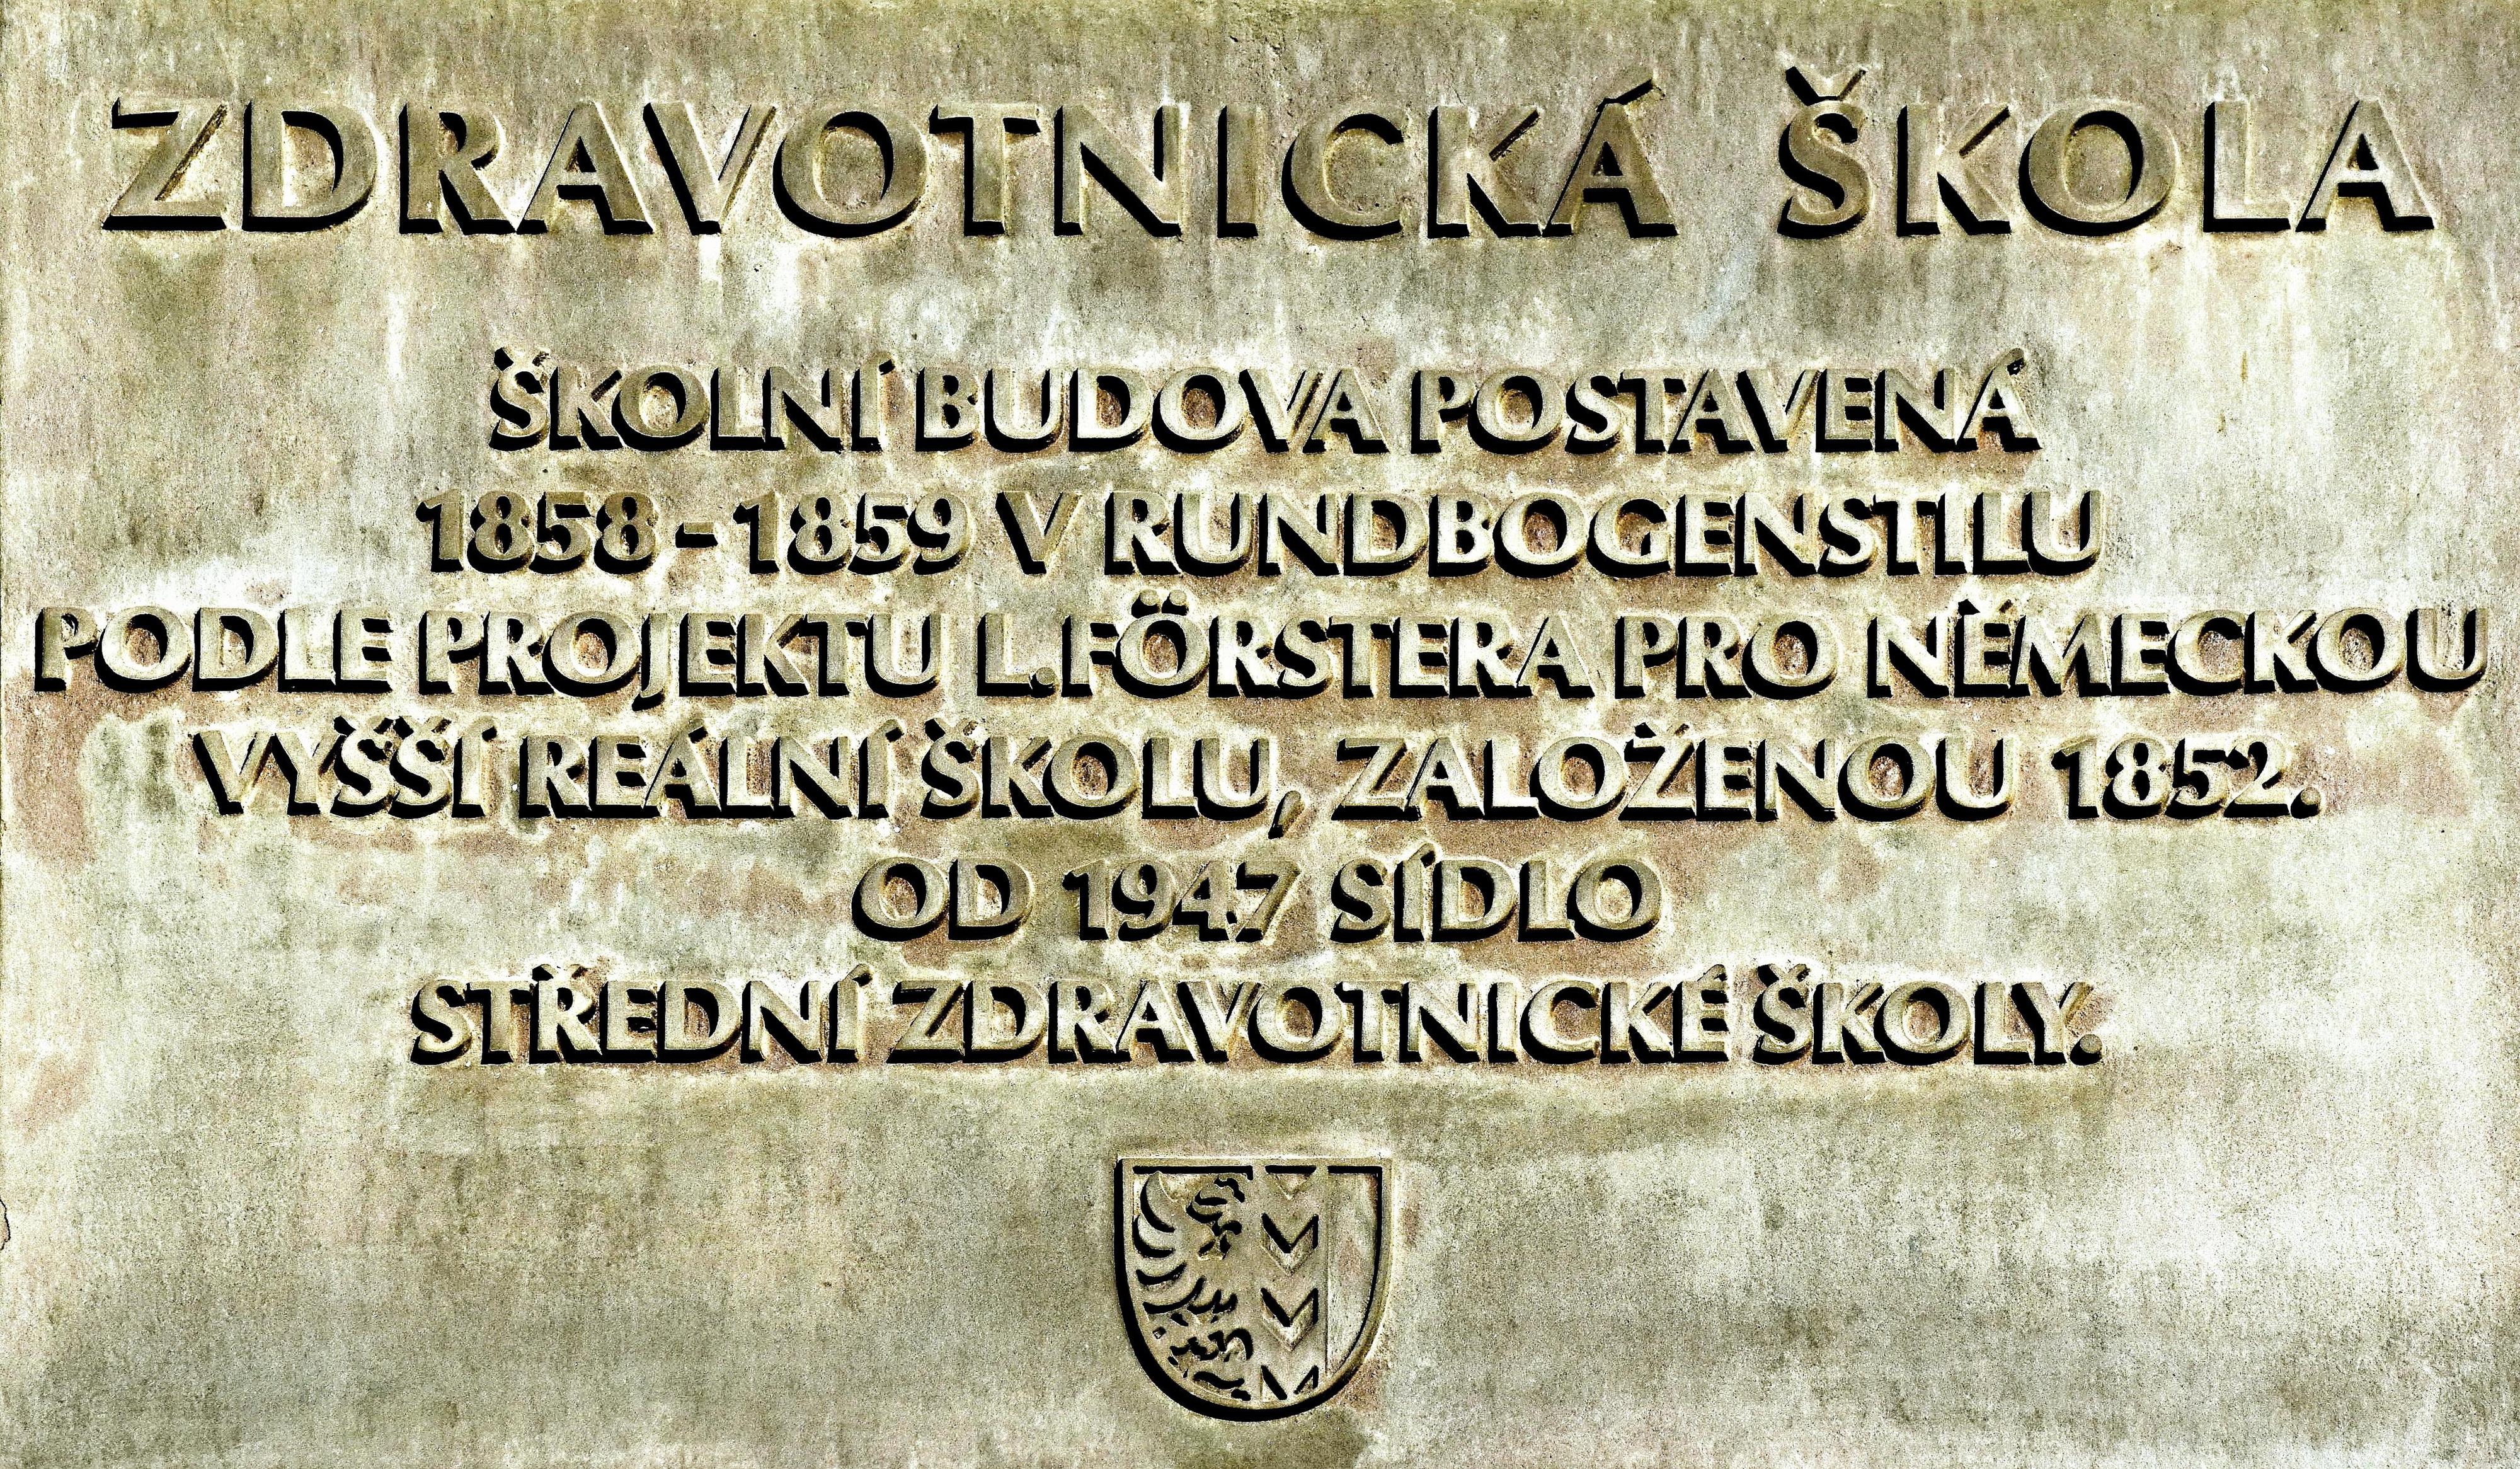 ZDRAVOTNICKÁ ŠKOLA
ŠKOLNÍ BUDOVA POSTAVENÁ
1858-1859 V RUNDBOGENSTILU
PODLE PROJEKTU L.FÖRSTERA PRO NĚMECKOU
VYŠŠÍ REÁLNÍ ŠKOLU, ZALOŽENOU 1852.
OD 1947 SÍDLO
STŘEDNÍ ZDRAVOTNICKÉ ŠKOLY.